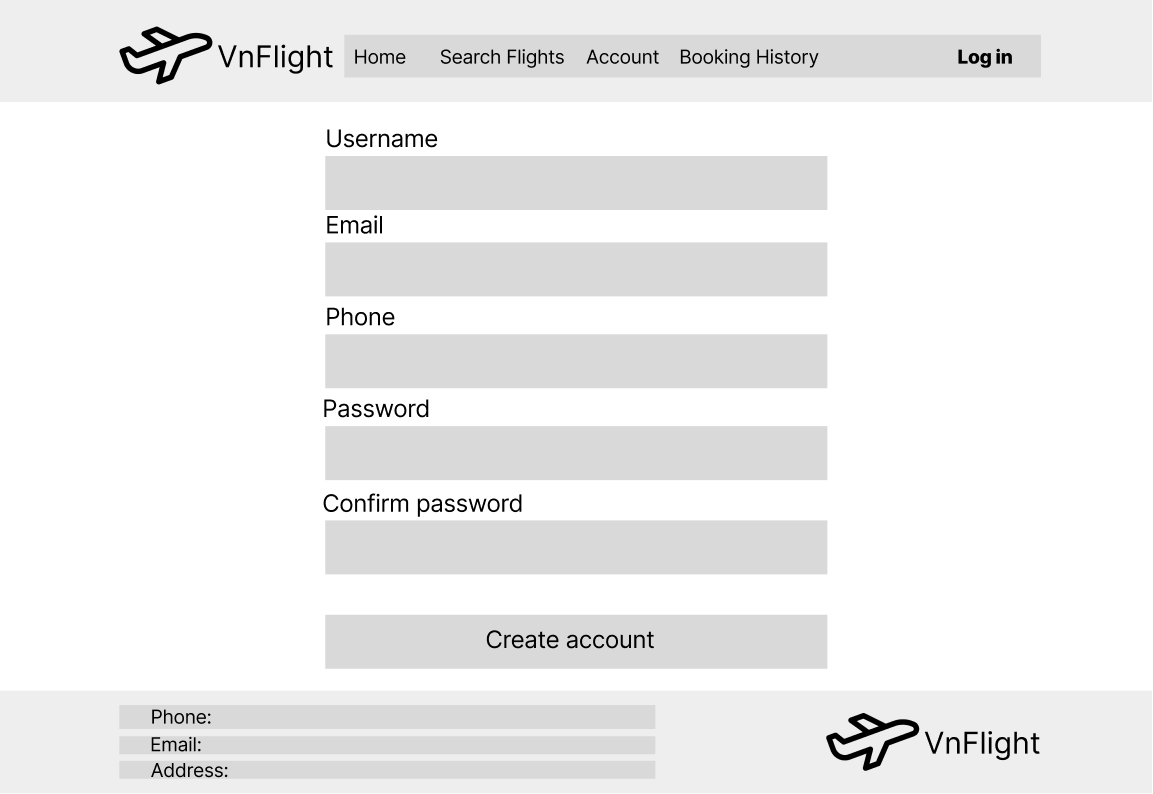 VnFlight Home Search Flights Account Booking History Log in
Username
Email
Phone
Password
Confirm password
Create account
Phone:
Email:
Address:
VnFlight